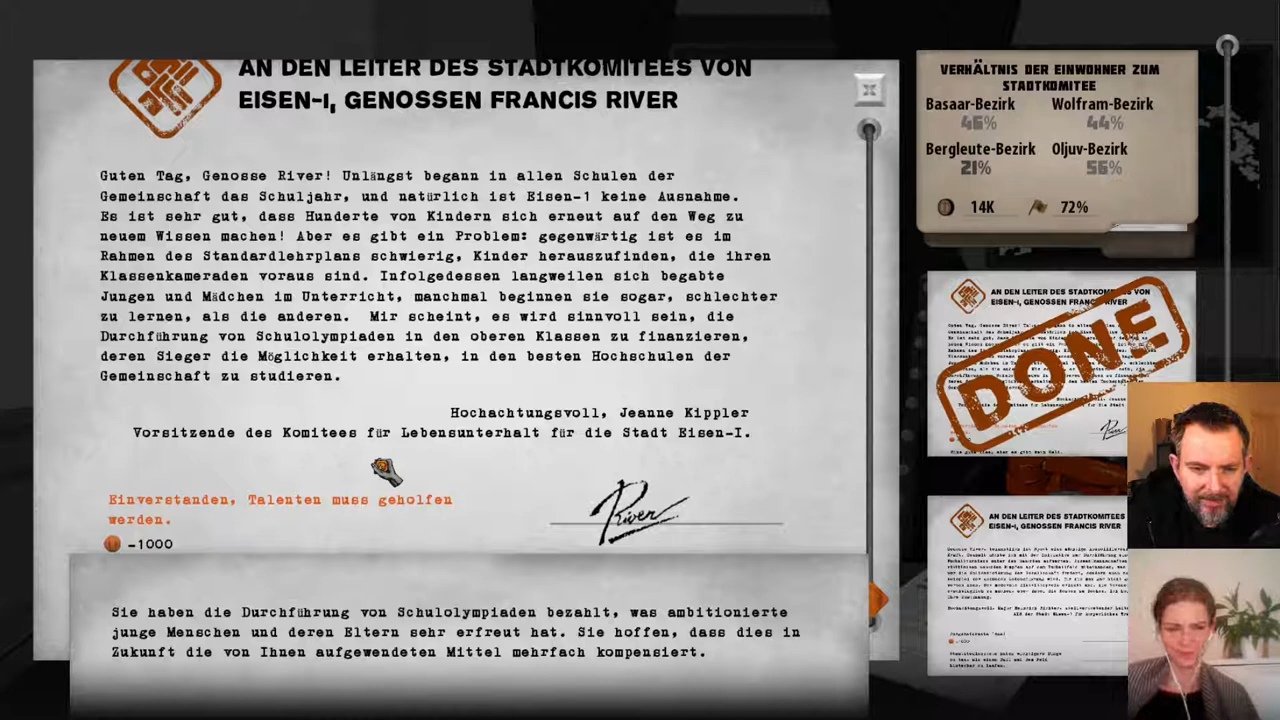 AN DEN LEITER DES STADTKOMITEES VON
EISEN-I, GENOSSEN FRANCIS RIVER
Guten Tag, Genosse River! Unlängst begann in allen Schulen der
Gemeinschaft das Schuljahr, und natürlich ist Eisen-1 keine Ausnahme.
Es ist sehr gut, dass Hunderte von Kindern sich erneut auf den Weg zu
neuem Wissen machen! Aber es gibt ein Problem: gegenwärtig ist es im
Rahmen des Standardlehrplans schwierig, Kinder herauszufinden, die ihren
Klassenkameraden voraus sind. Infolgedessen langweilen sich begabte
Jungen und Mädchen im Unterricht, manchmal beginnen sie sogar, schlechter
zu lernen, als die anderen. Mir scheint, es wird sinnvoll sein, die
Durchführung von Schulolympiaden in den oberen Klassen zu finanzieren,
deren Sieger die Möglichkeit erhalten, in den besten Hochschulen der
Gemeinschaft zu studieren.
Hochachtungsvoll, Jeanne Kippler
Vorsitzende des Komitees für Lebensunterhalt für die Stadt Eisen-I.
Einverstanden, Talenten muss geholfen
werden.
-1000
River
Sie haben die Durchführung von Schulolympiaden bezahlt, was ambitionierte
junge Menschen und deren Eltern sehr erfreut hat. Sie hoffen, dass dies in
Zukunft die von Ihnen aufgewendeten Mittel mehrfach kompensiert.
VERHÄLTNIS DER EINWOHNER ZUM
STADTKOMITEE
Basaar-Bezirk Wolfram-Bezirk
46% 44%
Bergleute-Bezirk Oljuv-Bezirk
21% 56%
14K 72%
AN DEN LEITER DES STADTKOMITEES VON
EISEN-I, GENOSSEN FRANCIS RIVER
DONE
AN DEN LEITER DES STADTKOMITEES
EISEN-I, GENOSSEN FRANCIS RIVER